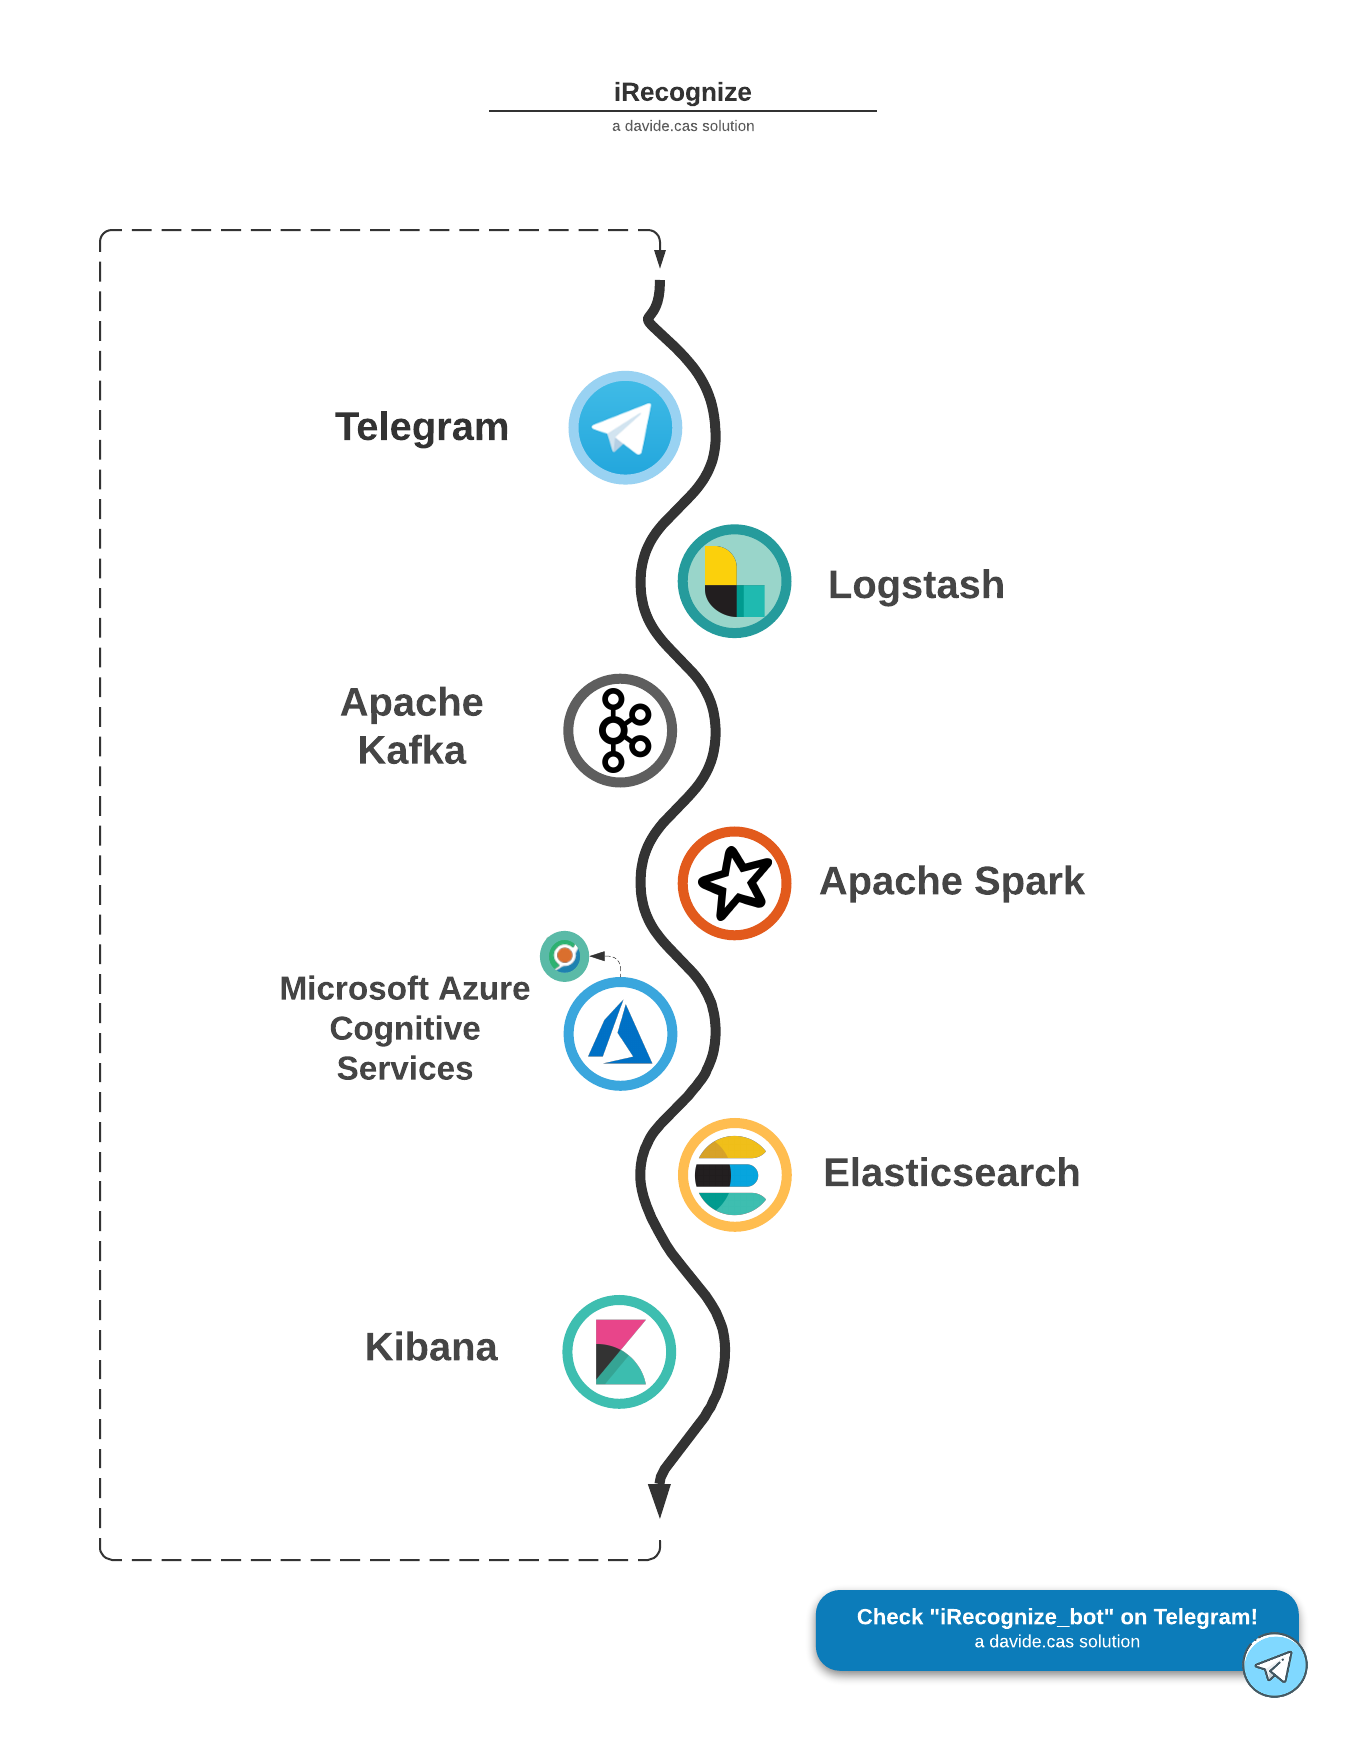 iRecognize
a davide.cas solution
Telegram
Logstash
Apache
Kafka
Apache Spark
Microsoft Azure
Cognitive
Services
Elasticsearch
Kibana
Check "iRecognize_bot" on Telegram!
a davide.cas solution